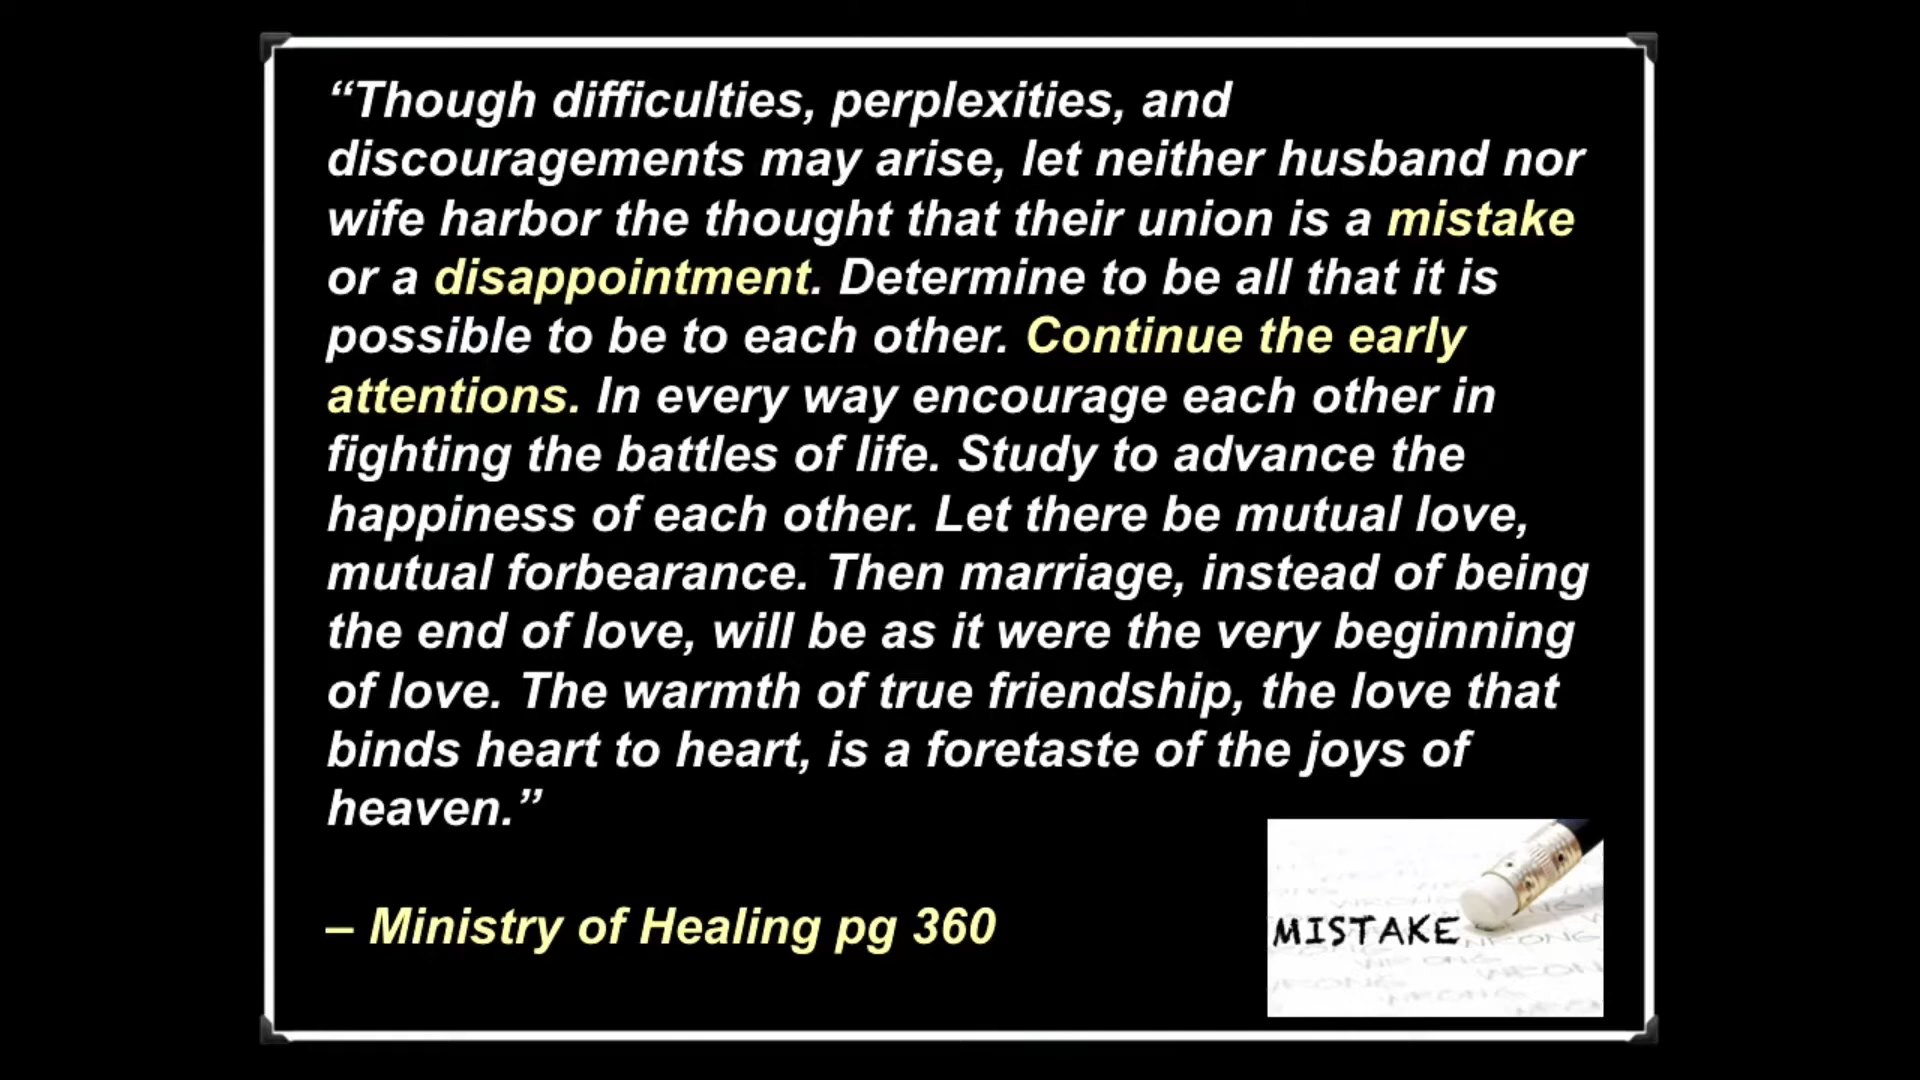 “Though difficulties, perplexities, and
discouragements may arise, let neither husband nor
wife harbor the thought that their union is a mistake
or a disappointment. Determine to be all that it is
possible to be to each other. Continue the early
attentions. In every way encourage each other in
fighting the battles of life. Study to advance the
happiness of each other. Let there be mutual love,
mutual forbearance. Then marriage, instead of being
the end of love, will be as it were the very beginning
of love. The warmth of true friendship, the love that
binds heart to heart, is a foretaste of the joys of
heaven.”
– Ministry of Healing pg 360
MISTAKE